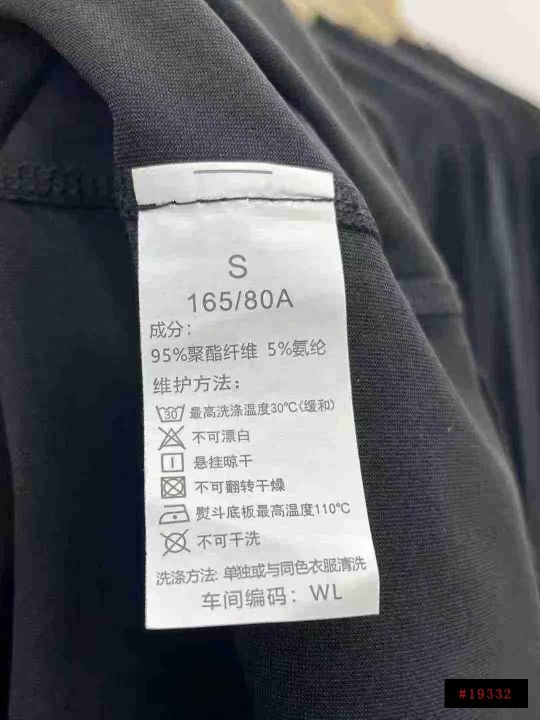 S
165/80A
成分：
95%聚酯纤维 5%氨纶
维护方法：
30 最高洗涤温度30℃(缓和)
不可漂白
悬挂晾干
不可翻转干燥
熨斗底板最高温度110℃
不可干洗
洗涤方法: 单独或与同色衣服清洗
车间编码：WL
#19332